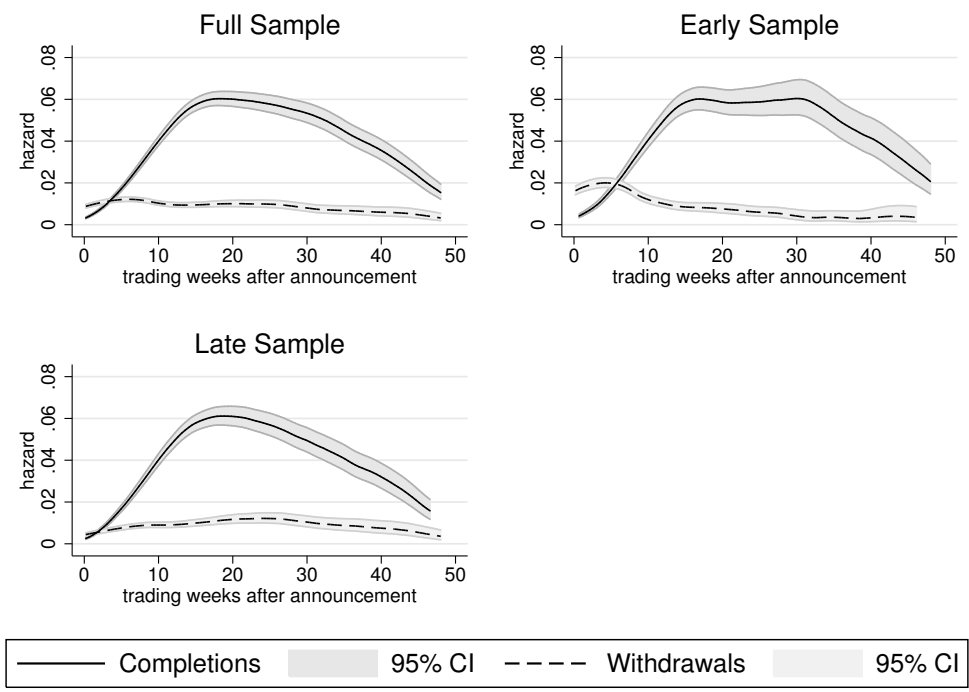 Full Sample
hazard
0 .02 .04 .06 .08
0 10 20 30 40 50
trading weeks after announcement
Early Sample
hazard
0 .02 .04 .06 .08
0 10 20 30 40 50
trading weeks after announcement
Late Sample
hazard
0 .02 .04 .06 .08
0 10 20 30 40 50
trading weeks after announcement
Completions 95% CI Withdrawals 95% CI